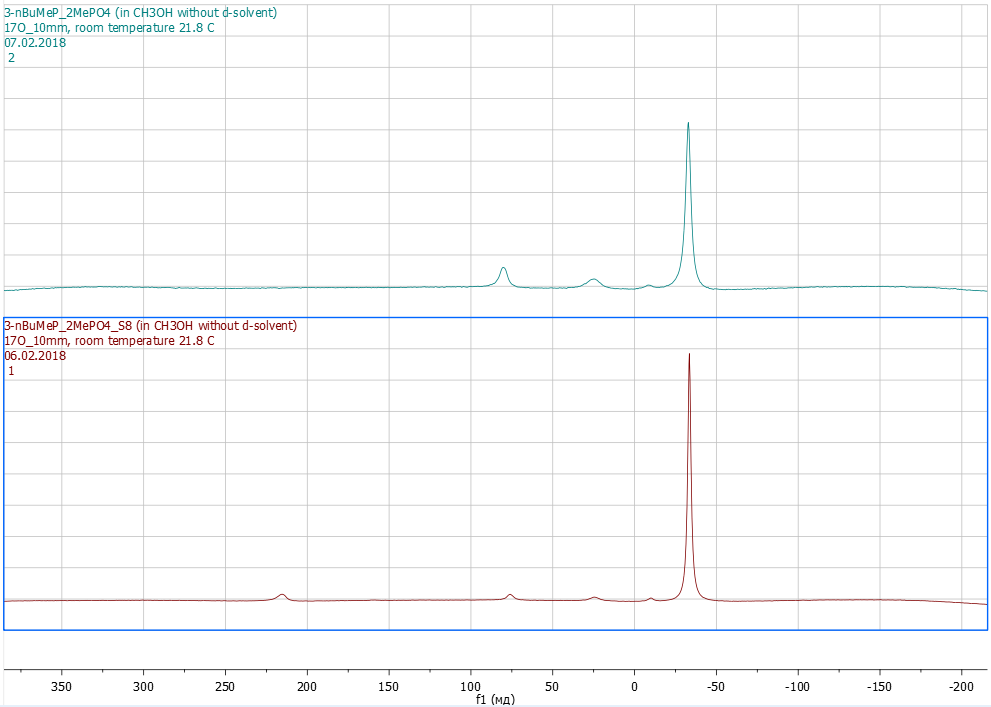 3-nBuMeP_2MePO4 (in CH3OH without d-solvent)
17O_10mm, room temperature 21.8 C
07.02.2018
2
3-nBuMeP_2MePO4_S8 (in CH3OH without d-solvent)
17O_10mm, room temperature 21.8 C
06.02.2018
1
350 300 250 200 150 100 50 0 -50 -100 -150 -200
f1 (мд)